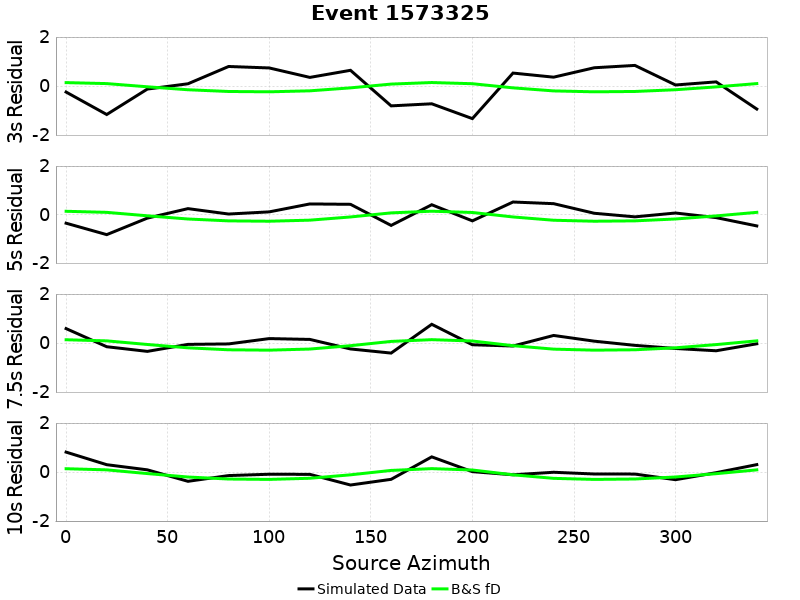 Event 1573325
3s Residual
2
0
-2
5s Residual
2
0
-2
7.5s Residual
2
0
-2
10s Residual
2
0
-2
0 50 100 150 200 250 300
Source Azimuth
Simulated Data B&S fD